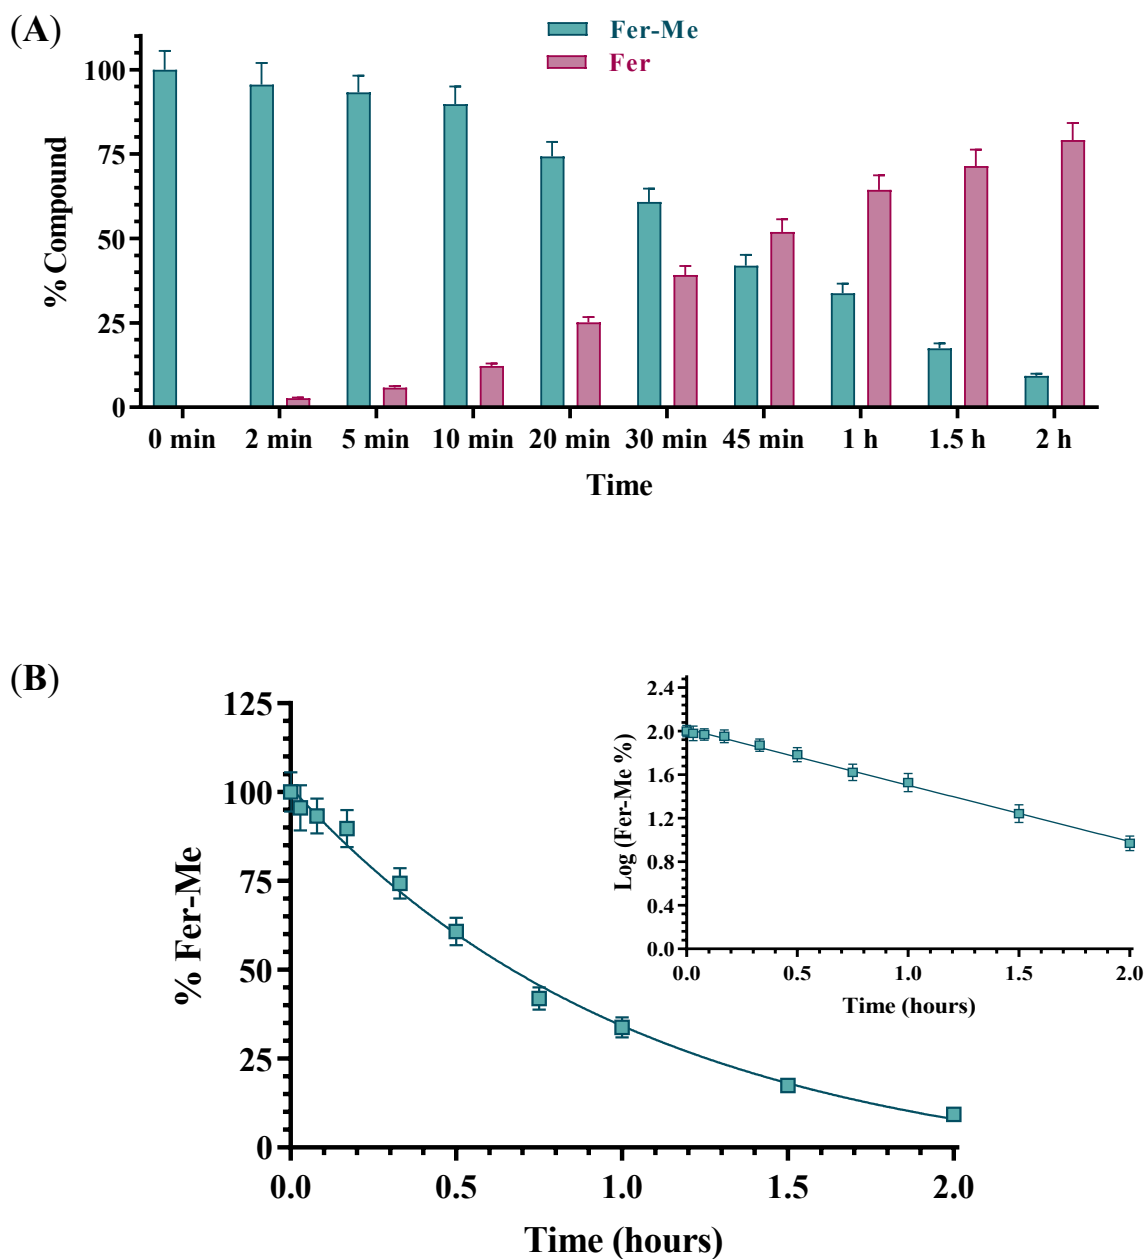 (A)
Fer-Me
Fer
% Compound
100
75
50
25
0
0 min 2 min 5 min 10 min 20 min 30 min 45 min 1 h 1.5 h 2 h
Time
(B)
% Fer-Me
125
100
75
50
25
0
0.0 0.5 1.0 1.5 2.0
Time (hours)
Log (Fer-Me %)
2.4
2.0
1.6
1.2
0.8
0.4
0.0
0.0 0.5 1.0 1.5 2.0
Time (hours)